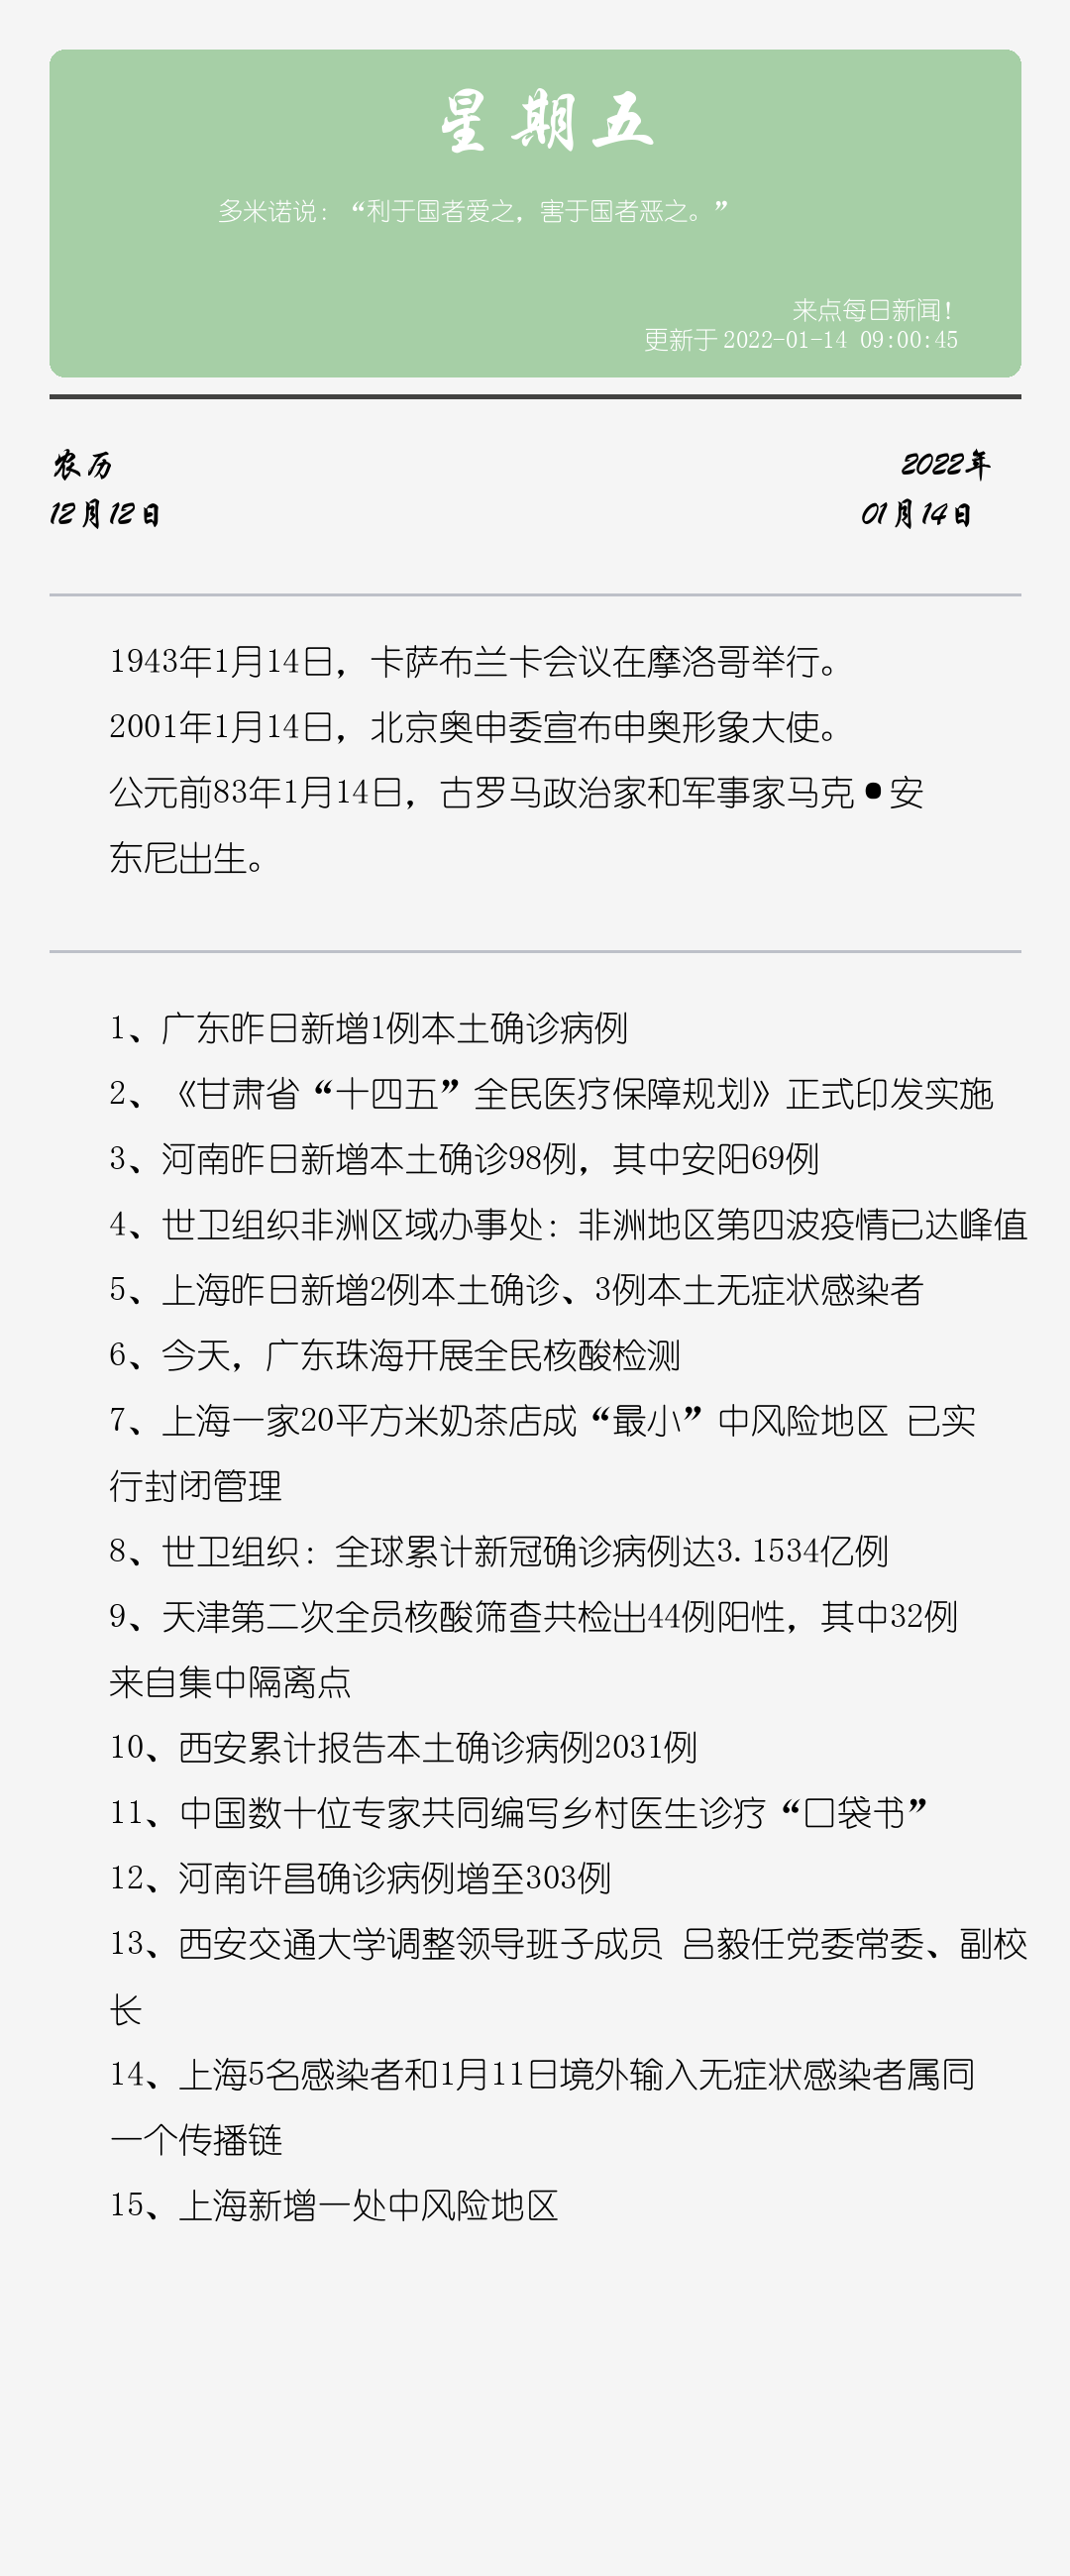 星期五
多米诺说：“利于国者爱之，害于国者恶之。”
来点每日新闻！
更新于 2022-01-14 09:00:45
农历
2022年
12月12日
01月14日
1943年1月14日，卡萨布兰卡会议在摩洛哥举行。
2001年1月14日，北京奥申委宣布申奥形象大使。
公元前83年1月14日，古罗马政治家和军事家马克•安
东尼出生。
1、广东昨日新增1例本土确诊病例
2、《甘肃省“十四五”全民医疗保障规划》正式印发实施
3、河南昨日新增本土确诊98例，其中安阳69例
4、世卫组织非洲区域办事处：非洲地区第四波疫情已达峰值
5、上海昨日新增2例本土确诊、3例本土无症状感染者
6、今天，广东珠海开展全民核酸检测
7、上海一家20平方米奶茶店成“最小”中风险地区 已实
行封闭管理
8、世卫组织：全球累计新冠确诊病例达3.1534亿例
9、天津第二次全员核酸筛查共检出44例阳性，其中32例
来自集中隔离点
10、西安累计报告本土确诊病例2031例
11、中国数十位专家共同编写乡村医生诊疗“口袋书”
12、河南许昌确诊病例增至303例
13、西安交通大学调整领导班子成员 吕毅任党委常委、副校
长
14、上海5名感染者和1月11日境外输入无症状感染者属同
一个传播链
15、上海新增一处中风险地区